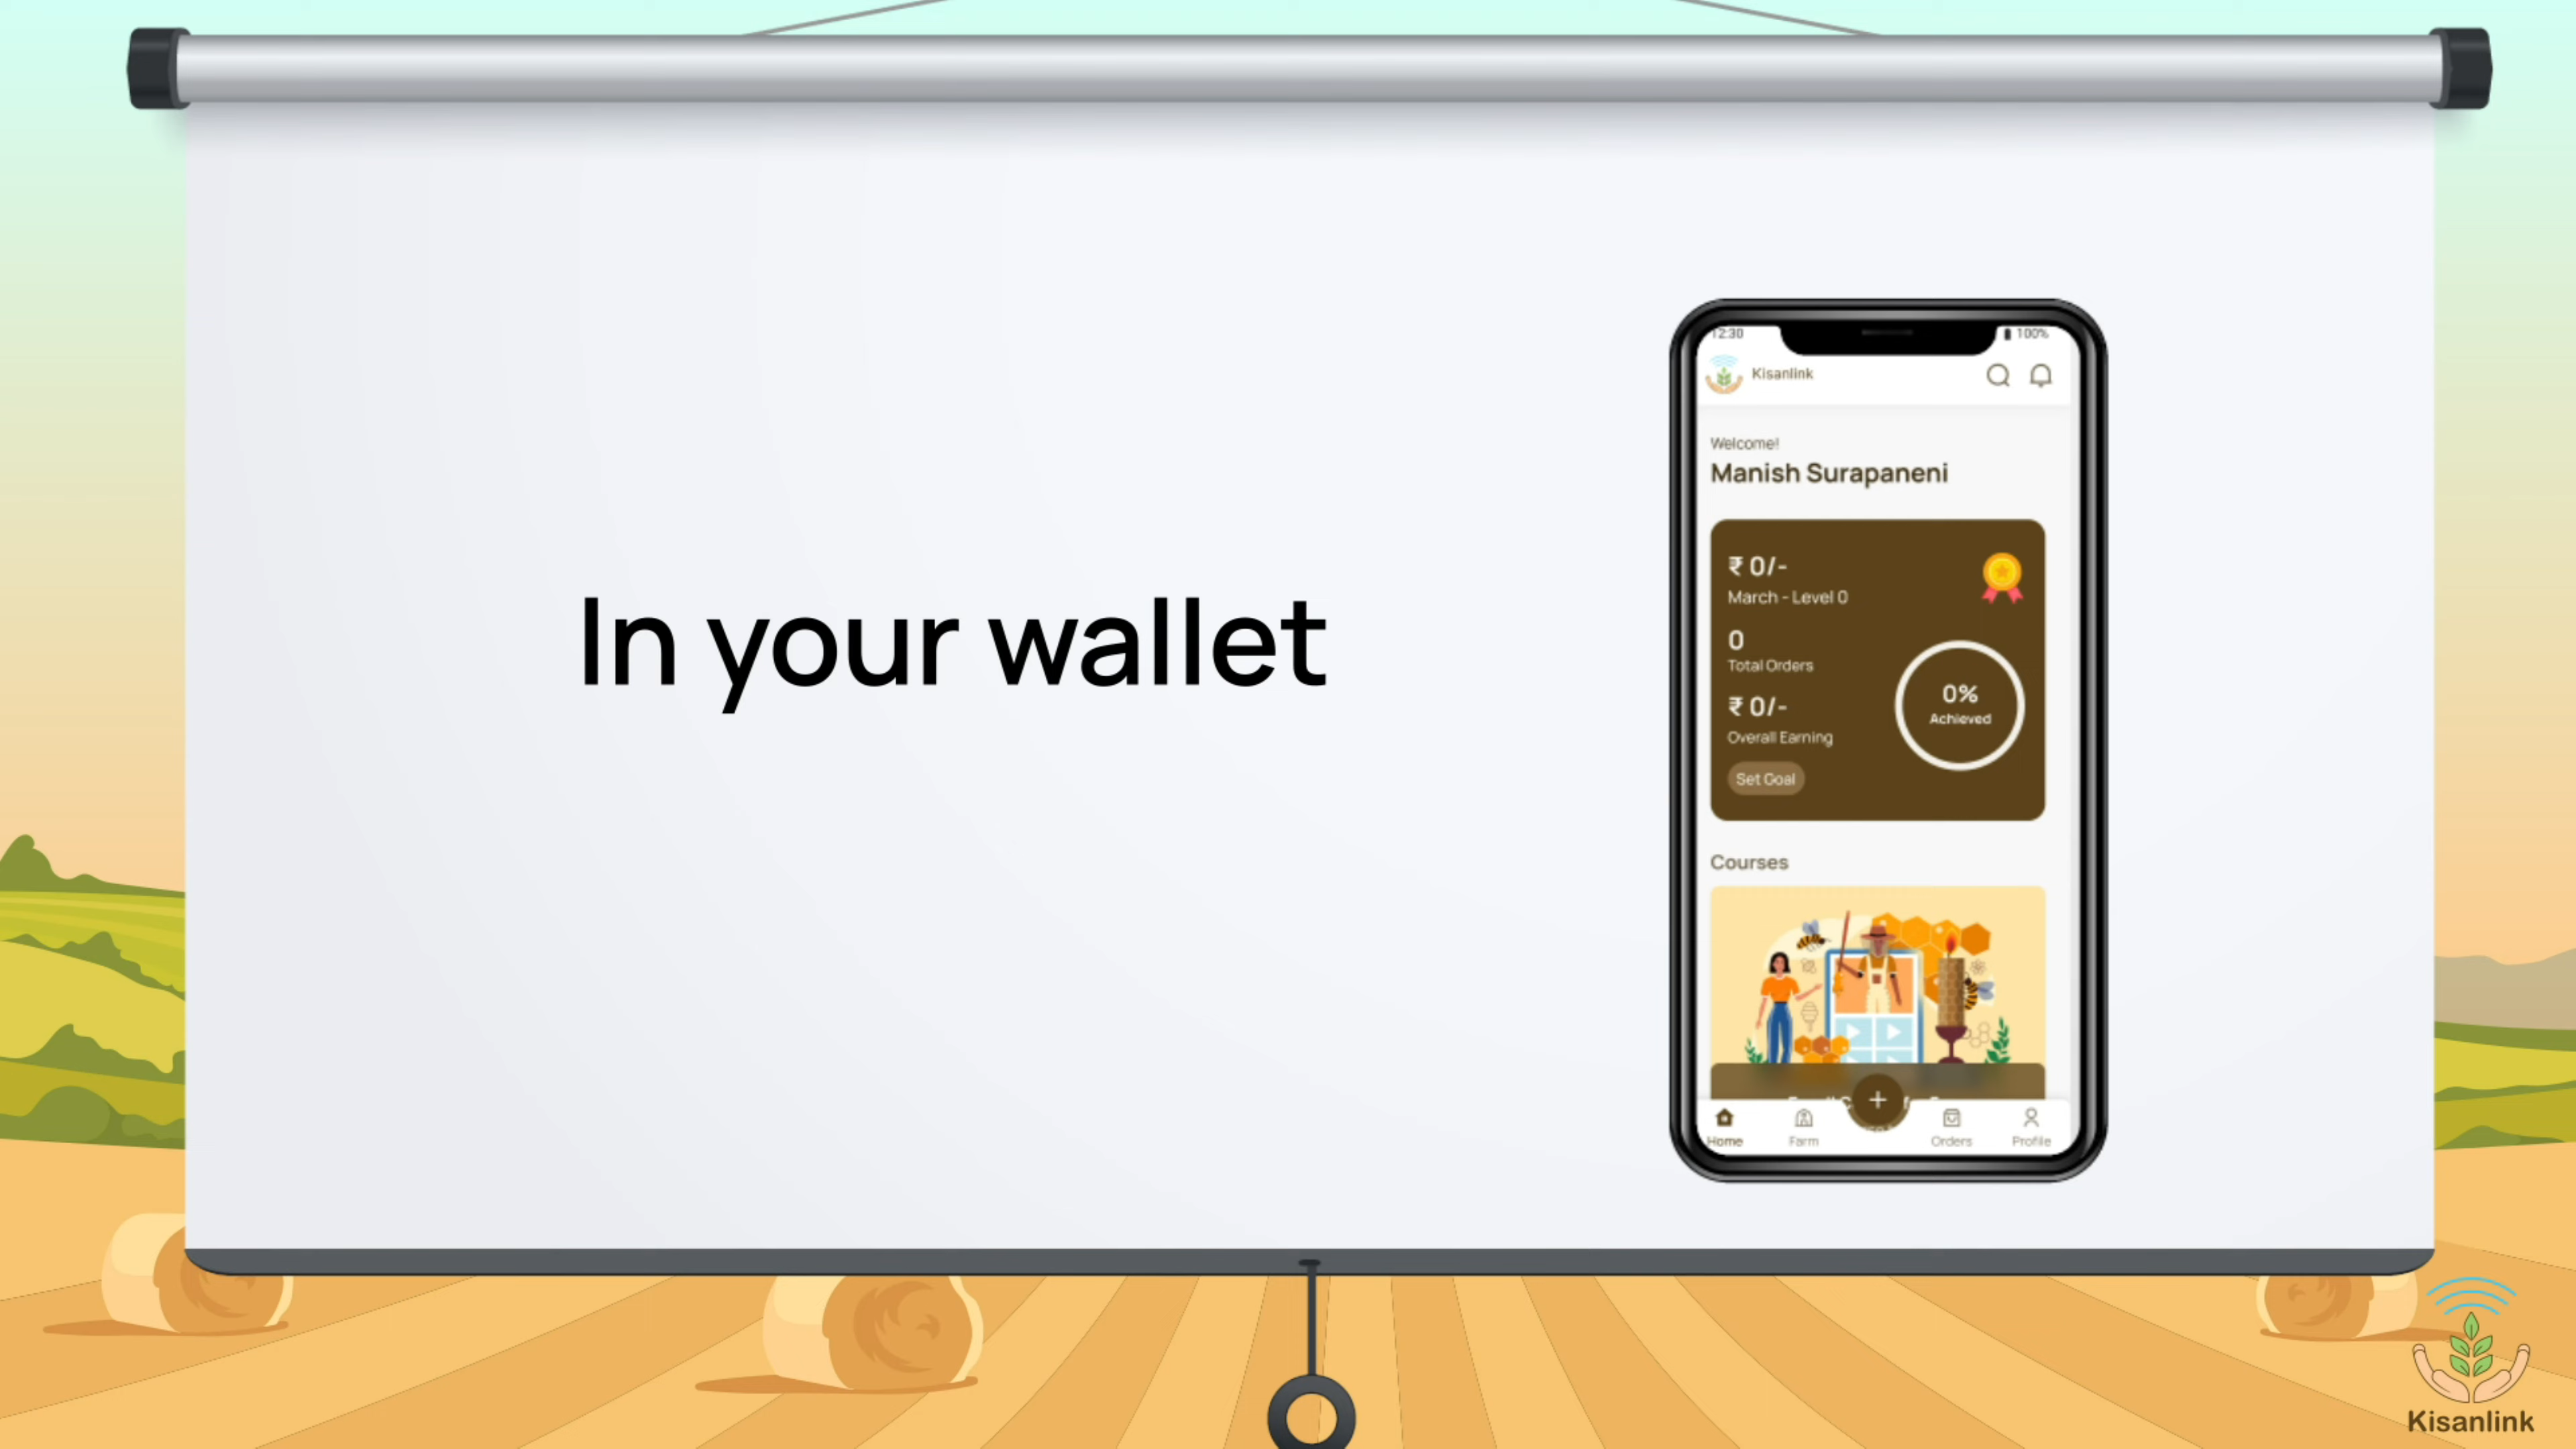 In your wallet
12:30
100%
Kisanlink
Welcome!
Manish Surapaneni
₹ 0/-
March - Level 0
0
Total Orders
₹ 0/-
Overall Earning
0%
Achieved
Set Goal
Courses
+
Home
Farm
Orders
Profile
Kisanlink